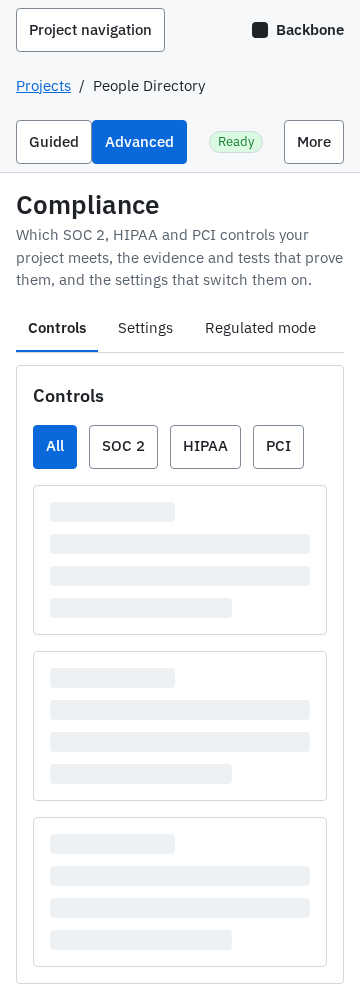 Project navigation
Backbone
Projects / People Directory
Guided
Advanced
Ready
More
Compliance
Which SOC 2, HIPAA and PCI controls your
project meets, the evidence and tests that prove
them, and the settings that switch them on.
Controls
Settings
Regulated mode
Controls
All
SOC 2
HIPAA
PCI